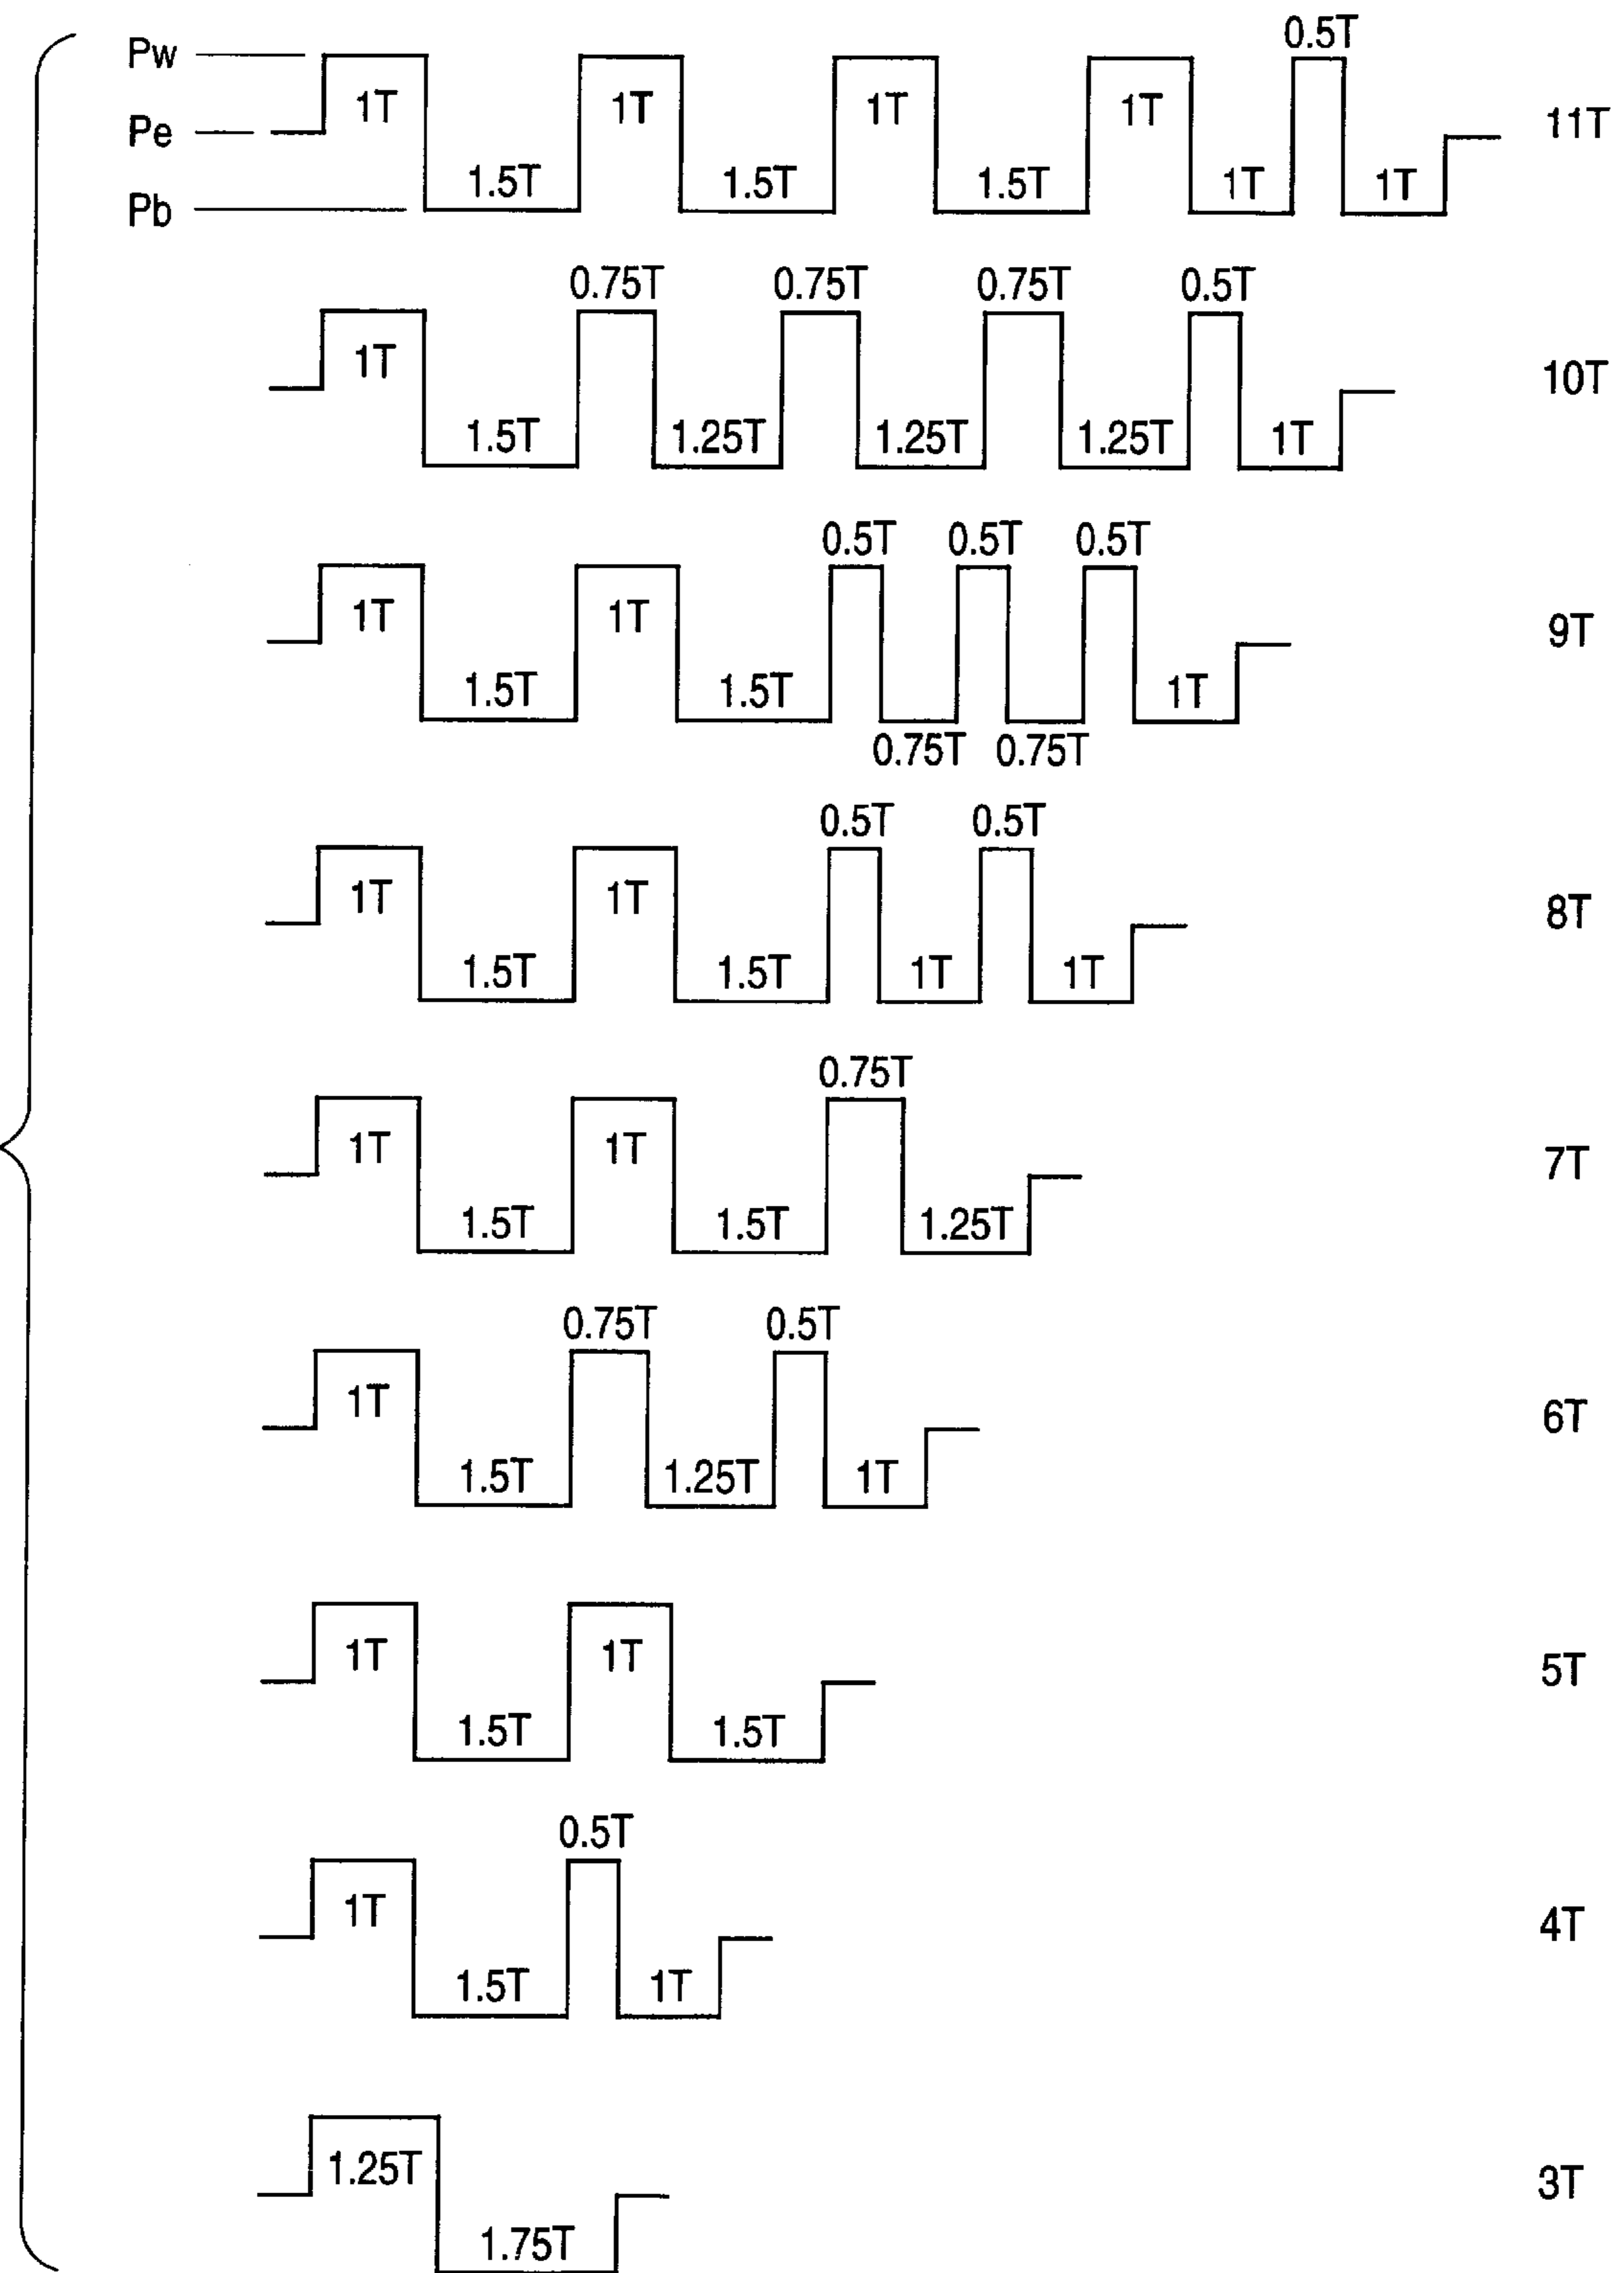 0.5T
Pw
1T 1T 1T 1T
Pe 11T
1.5T 1.5T 1.5T 1T 1T
Pb
0.75T 0.75T 0.75T 0.5T
1T 10T
1.5T 1.25T 1.25T 1.25T 1T
0.5T 0.5T 0.5T
1T 1T 9T
1.5T 1.5T 1T
0.75T 0.75T
0.5T 0.5T
1T 1T 8T
1.5T 1.5T 1T 1T
0.75T
1T 1T 7T
1.5T 1.5T 1.25T
0.75T 0.5T
1T 6T
1.5T 1.25T 1T
1T 1T 5T
1.5T 1.5T
0.5T
1T 4T
1.5T 1T
1.25T 3T
1.75T